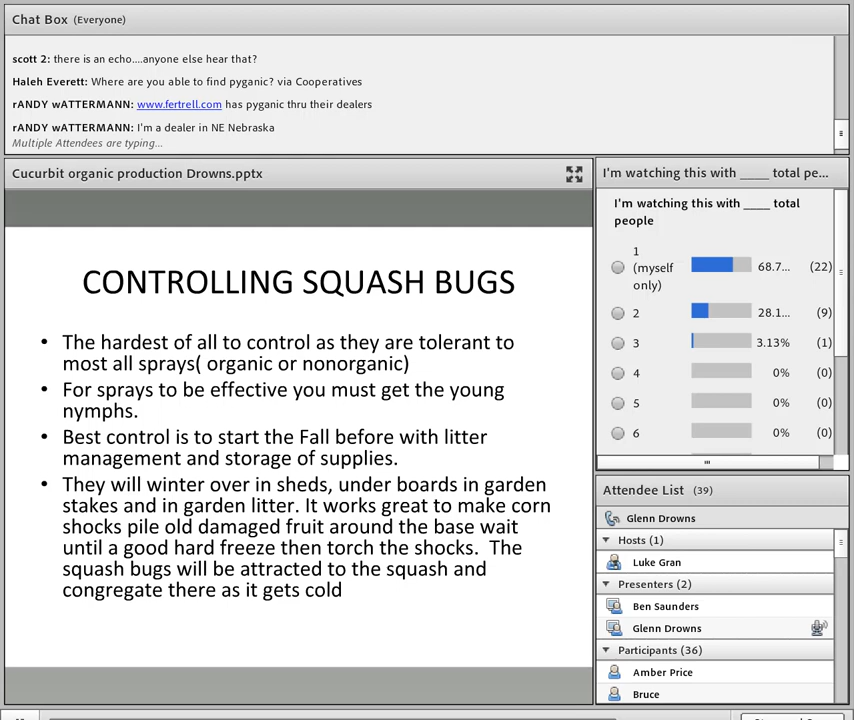 Chat Box (Everyone)
scott 2: there is an echo....anyone else hear that?
Haleh Everett: Where are you able to find pyganic? via Cooperatives
rANDY wATTERMANN: www.fertrell.com has pyganic thru their dealers
rANDY wATTERMANN: I'm a dealer in NE Nebraska
Multiple Attendees are typing...
Cucurbit organic production Drowns.pptx
CONTROLLING SQUASH BUGS
• The hardest of all to control as they are tolerant to
most all sprays( organic or nonorganic)
• For sprays to be effective you must get the young
nymphs.
• Best control is to start the Fall before with litter
management and storage of supplies.
• They will winter over in sheds, under boards in garden
stakes and in garden litter. It works great to make corn
shocks pile old damaged fruit around the base wait
until a good hard freeze then torch the shocks.  The
squash bugs will be attracted to the squash and
congregate there as it gets cold
I'm watching this with ____ total pe...
I'm watching this with ____ total
people
1
(myself
only)
68.7... (22)
2 28.1... (9)
3 3.13% (1)
4 0% (0)
5 0% (0)
6 0% (0)
Attendee List (39)
Glenn Drowns
Hosts (1)
Luke Gran
Presenters (2)
Ben Saunders
Glenn Drowns
Participants (36)
Amber Price
Bruce